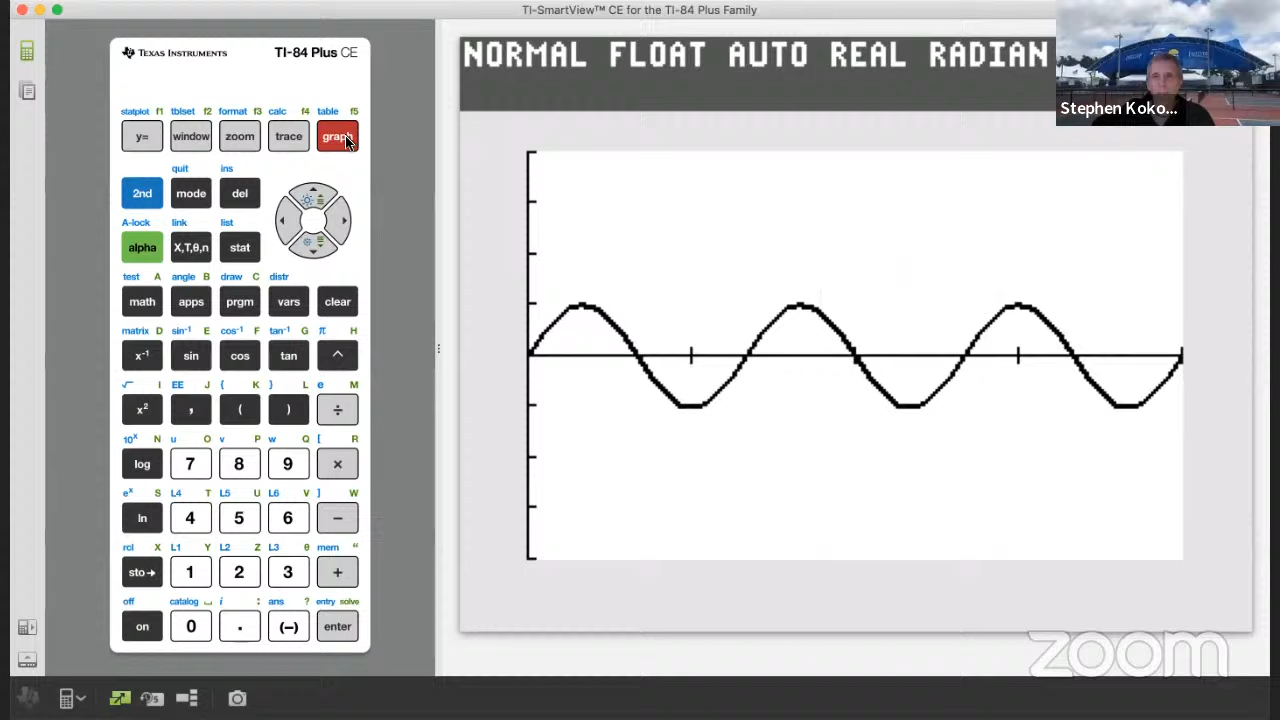 TI-SmartView™ CE for the TI-84 Plus Family
TEXAS INSTRUMENTS TI-84 Plus CE
statplot f1 tblset f2 format f3 calc f4 table f5
y= window zoom trace graph
quit ins
2nd mode del
A-lock link list
alpha X,T,θ,n stat
test A angle B draw C distr
math apps prgm vars clear
matrix D sin⁻¹ E cos⁻¹ F tan⁻¹ G π H
x⁻¹ sin cos tan ^
√ I EE J { K } L e M
x² , ( ) ÷
10ˣ N u O v P w Q [ R
log 7 8 9 ×
eˣ S L4 T L5 U L6 V ] W
ln 4 5 6 −
rcl X L1 Y L2 Z L3 θ mem “
sto→ 1 2 3 +
off catalog ␣ i : ans ? entry solve
on 0 . (−) enter
NORMAL FLOAT AUTO REAL RADIAN
Stephen Koko...
zoom